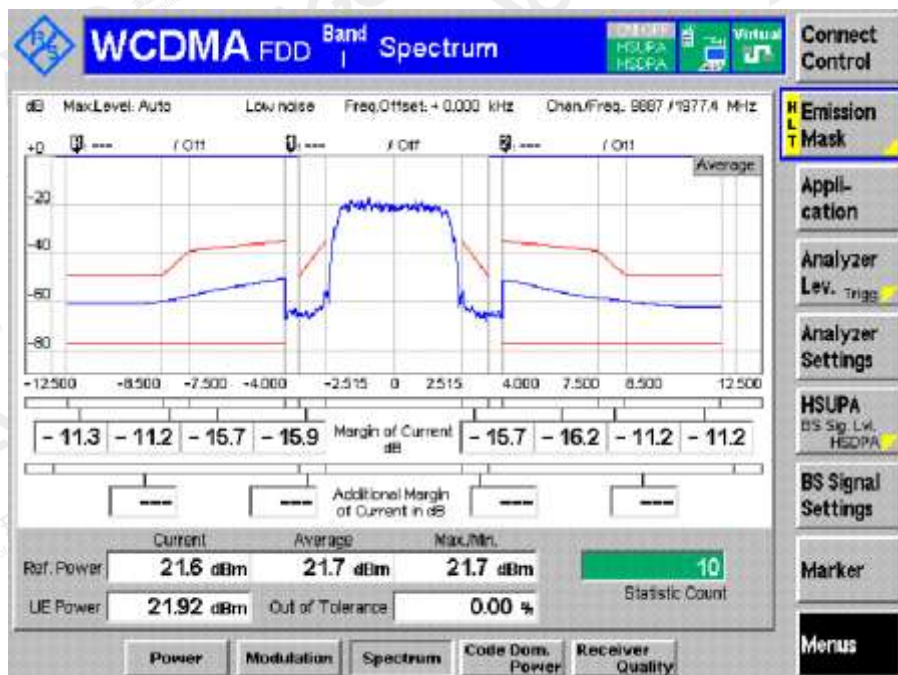 R&S WCDMA FDD Band I Spectrum
HSUPA
HSDPA
Virtual
Connect Control
dB Max.Level: Auto Low noise Freq.Offset: + 0.000 kHz Chan./Freq.: 9887 / 1977.4 MHz
+0 --- / Off 1: --- / Off 2: --- / Off
Average
HLT Emission Mask
-20
-40
-60
-80
-12.500 -8.500 -7.500 -4.000 -2.515 0 2.515 4.000 7.500 8.500 12.500
Appli-
cation
Analyzer
Lev. Trigg
Analyzer
Settings
- 11.3 - 11.2 - 15.7 - 15.9 Margin of Current dB - 15.7 - 16.2 - 11.2 - 11.2
HSUPA
BS Sig. Lvl.
HSDPA
--- --- Additional Margin of Current in dB --- ---
BS Signal
Settings
Current Average Max./Min.
Ref. Power 21.6 dBm 21.7 dBm 21.7 dBm
10
Statistic Count
UE Power 21.92 dBm Out of Tolerance 0.00 %
Marker
Menus
Power Modulation Spectrum Code Dom. Power Receiver Quality